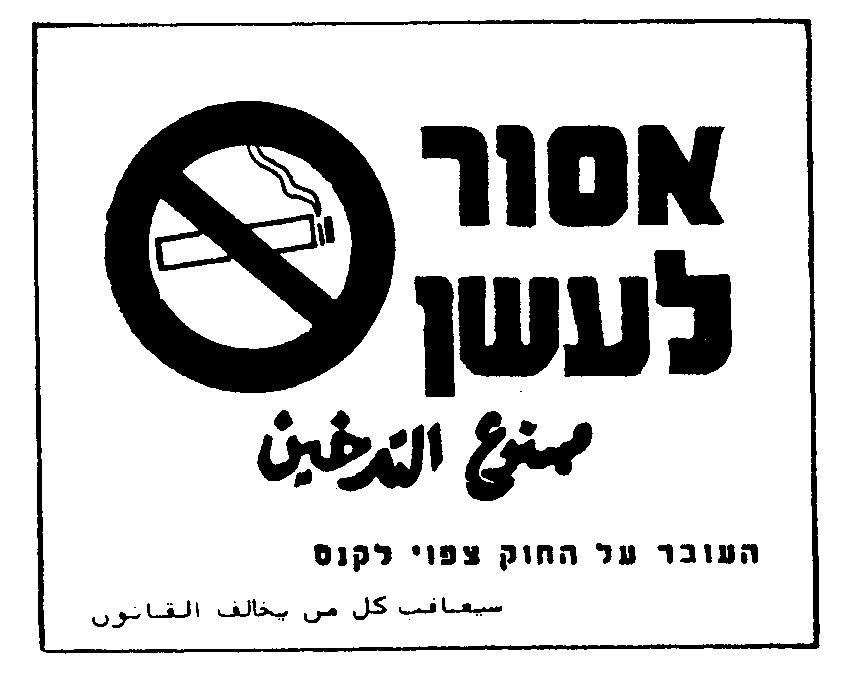 אסור
לעשן
ممنوع التدخين
העובר על החוק צפוי לקנס
سيعاقب كل من يخالف القانون